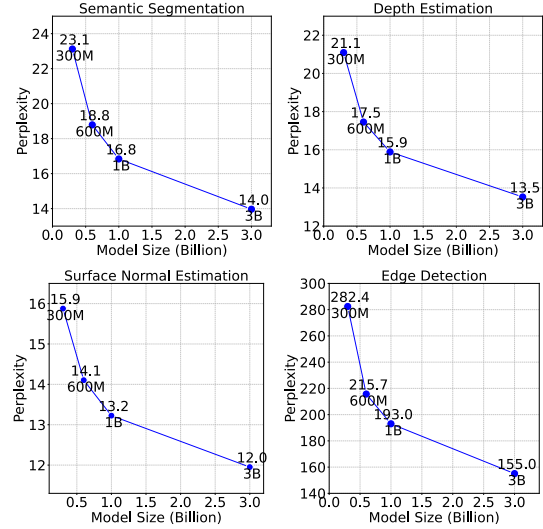 Semantic Segmentation
Perplexity
24
22
20
18
16
14
23.1
300M
18.8
600M
16.8
1B
14.0
3B
0.0 0.5 1.0 1.5 2.0 2.5 3.0
Model Size (Billion)
Depth Estimation
Perplexity
22
20
18
16
14
12
21.1
300M
17.5
600M
15.9
1B
13.5
3B
0.0 0.5 1.0 1.5 2.0 2.5 3.0
Model Size (Billion)
Surface Normal Estimation
Perplexity
16
15
14
13
12
15.9
300M
14.1
600M
13.2
1B
12.0
3B
0.5 1.0 1.5 2.0 2.5 3.0
Model Size (Billion)
Edge Detection
Perplexity
300
280
260
240
220
200
180
160
140
282.4
300M
215.7
600M
193.0
1B
155.0
3B
0.0 0.5 1.0 1.5 2.0 2.5 3.0
Model Size (Billion)